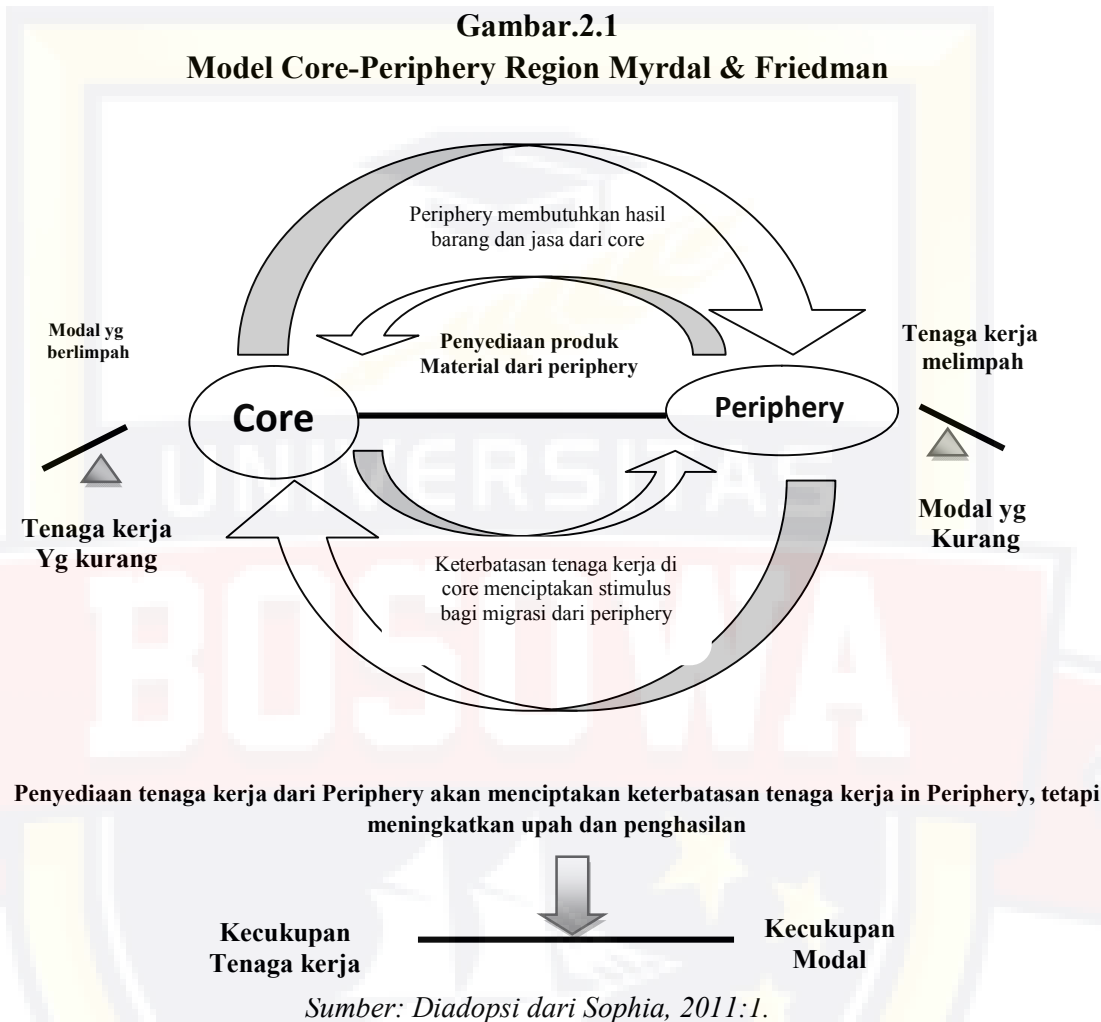 Gambar.2.1
Model Core-Periphery Region Myrdal & Friedman
Periphery membutuhkan hasil
barang dan jasa dari core
Modal yg
berlimpah
Penyediaan produk
Material dari periphery
Tenaga kerja
melimpah
Core
Periphery
UNIVERSITAS
Tenaga kerja
Yg kurang
Modal yg
Kurang
Keterbatasan tenaga kerja di
core menciptakan stimulus
bagi migrasi dari periphery
BOSOWA
Penyediaan tenaga kerja dari Periphery akan menciptakan keterbatasan tenaga kerja in Periphery, tetapi
meningkatkan upah dan penghasilan
Kecukupan
Tenaga kerja
Kecukupan
Modal
Sumber: Diadopsi dari Sophia, 2011:1.